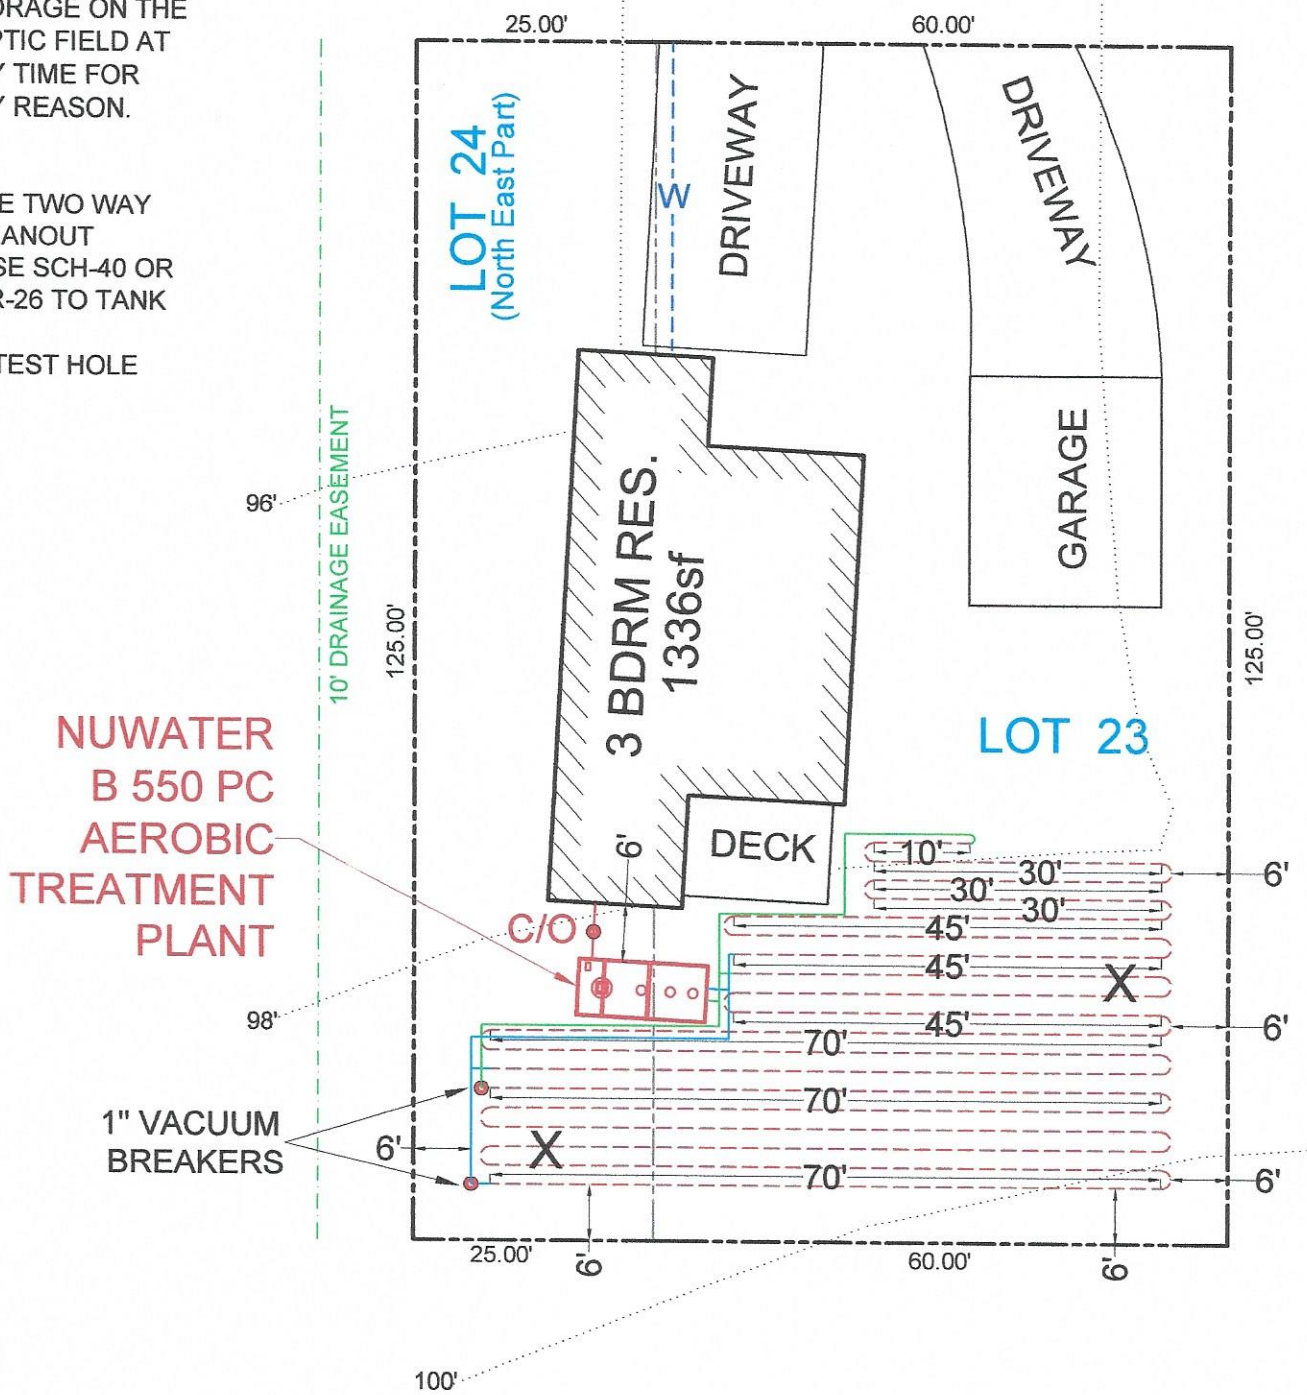 ORAGE ON THE
PTIC FIELD AT
Y TIME FOR
Y REASON.
E TWO WAY
EANOUT
SE SCH-40 OR
R-26 TO TANK
TEST HOLE
25.00'
60.00'
LOT 24
(North East Part)
W
DRIVEWAY
DRIVEWAY
96'
10' DRAINAGE EASEMENT
125.00'
3 BDRM RES.
1336sf
GARAGE
125.00'
LOT 23
NUWATER
B 550 PC
AEROBIC
TREATMENT
PLANT
6'
DECK
10'
30'
6'
30'
30'
C/O
45'
45'
X
98'
45'
6'
70'
70'
1" VACUUM
BREAKERS
6'
X
70'
6'
25.00'
6'
60.00'
6'
100'